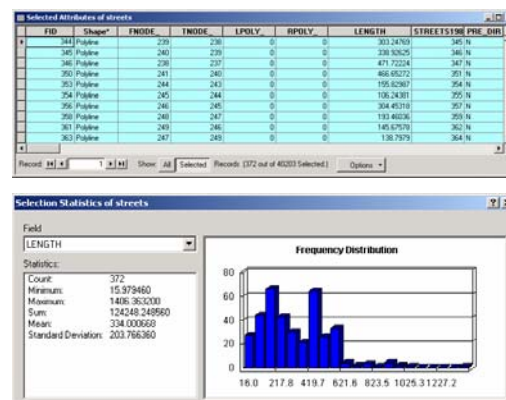 Selected Attributes of streets
FID Shape* FNODE_ TNODE_ LPOLY_ RPOLY_ LENGTH STREETS198 PRE_DIR
344 Polyline 239 238 0 0 303.24769 345 N
345 Polyline 240 239 0 0 338.92625 346 N
346 Polyline 238 237 0 0 471.72224 347 N
350 Polyline 241 240 0 0 466.65272 351 N
353 Polyline 244 243 0 0 155.82987 354 N
354 Polyline 245 244 0 0 106.24381 355 N
356 Polyline 246 245 0 0 304.45318 357 N
358 Polyline 248 247 0 0 193.46036 359 N
361 Polyline 249 246 0 0 145.67578 362 N
363 Polyline 247 249 0 0 138.7979 364 N
Record: 1 Show: All Selected Records (372 out of 40203 Selected.) Options
Selection Statistics of streets
Field
LENGTH
Statistics:
Count: 372
Minimum: 15.979460
Maximum: 1406.363200
Sum: 124248.248560
Mean: 334.000668
Standard Deviation: 203.766360
Frequency Distribution
80
60
40
20
0
16.0 217.8 419.7 621.6 823.5 1025.3 1227.2